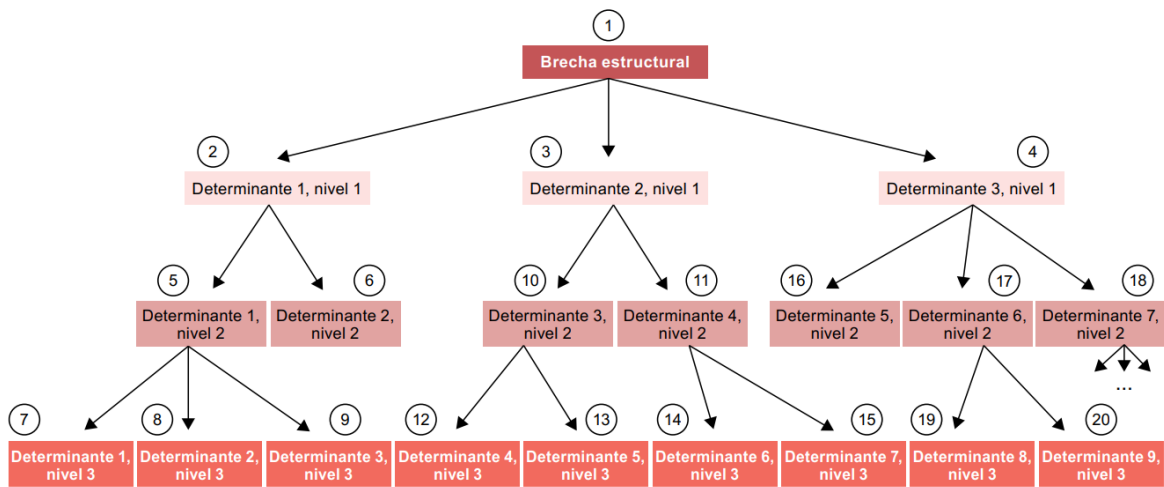 1
Brecha estructural
2
3
4
Determinante 1, nivel 1
Determinante 2, nivel 1
Determinante 3, nivel 1
5
6
10
11
16
17
18
Determinante 1,
nivel 2
Determinante 2,
nivel 2
Determinante 3,
nivel 2
Determinante 4,
nivel 2
Determinante 5,
nivel 2
Determinante 6,
nivel 2
Determinante 7,
nivel 2
...
7
8
9
12
13
14
15
19
20
Determinante 1,
nivel 3
Determinante 2,
nivel 3
Determinante 3,
nivel 3
Determinante 4,
nivel 3
Determinante 5,
nivel 3
Determinante 6,
nivel 3
Determinante 7,
nivel 3
Determinante 8,
nivel 3
Determinante 9,
nivel 3